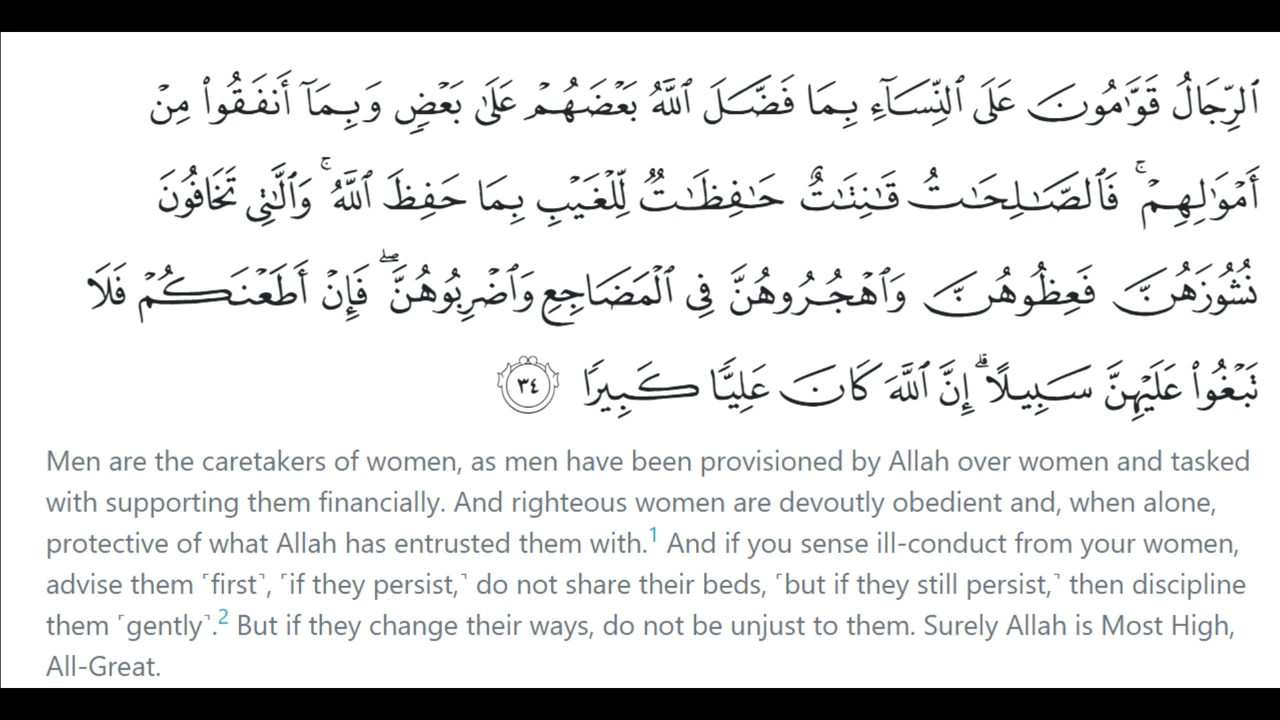 ٱلرِّجَالُ قَوَّٰمُونَ عَلَى ٱلنِّسَآءِ بِمَا فَضَّلَ ٱللَّهُ بَعْضَهُمْ عَلَىٰ بَعْضٍ وَبِمَآ أَنفَقُوا۟ مِنْ
أَمْوَٰلِهِمْ ۚ فَٱلصَّـٰلِحَـٰتُ قَـٰنِتَـٰتٌ حَـٰفِظَـٰتٌ لِّلْغَيْبِ بِمَا حَفِظَ ٱللَّهُ ۚ وَٱلَّـٰتِى تَخَافُونَ
نُشُوزَهُنَّ فَعِظُوهُنَّ وَٱهْجُرُوهُنَّ فِى ٱلْمَضَاجِعِ وَٱضْرِبُوهُنَّ ۖ فَإِنْ أَطَعْنَكُمْ فَلَا
تَبْغُوا۟ عَلَيْهِنَّ سَبِيلًا ۗ إِنَّ ٱللَّهَ كَانَ عَلِيًّا كَبِيرًا ٣٤
Men are the caretakers of women, as men have been provisioned by Allah over women and tasked
with supporting them financially. And righteous women are devoutly obedient and, when alone,
protective of what Allah has entrusted them with.1 And if you sense ill-conduct from your women,
advise them ˹first˺, ˹if they persist,˺ do not share their beds, ˹but if they still persist,˺ then discipline
them ˹gently˺.2 But if they change their ways, do not be unjust to them. Surely Allah is Most High,
All-Great.